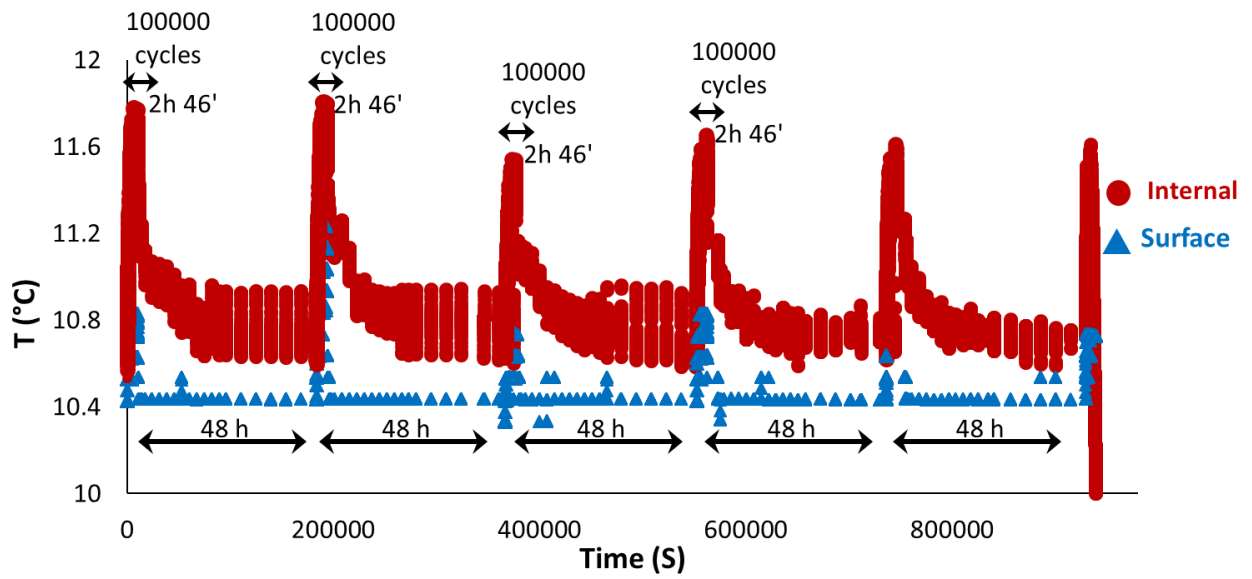 100000
cycles
2h 46'
100000
cycles
2h 46'
100000
cycles
2h 46'
100000
cycles
2h 46'
12
11.6
11.2
10.8
10.4
10
T (°C)
Internal
Surface
48 h
48 h
48 h
48 h
48 h
0
200000
400000
600000
800000
Time (S)